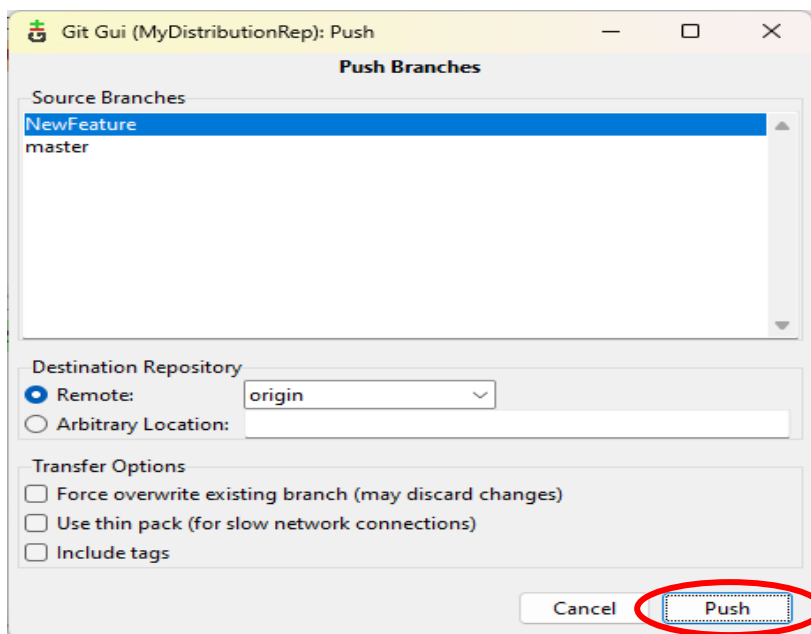 Git Gui (MyDistributionRep): Push
Push Branches
Source Branches
NewFeature
master
Destination Repository
Remote:
origin
Arbitrary Location:
Transfer Options
Force overwrite existing branch (may discard changes)
Use thin pack (for slow network connections)
Include tags
Cancel
Push